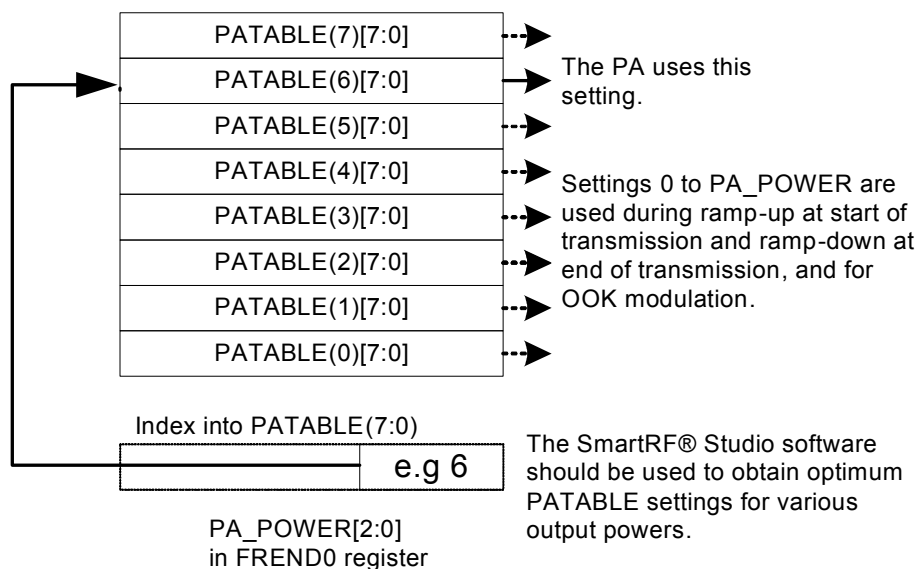 PATABLE(7)[7:0]
PATABLE(6)[7:0]
The PA uses this
setting.
PATABLE(5)[7:0]
PATABLE(4)[7:0]
PATABLE(3)[7:0]
PATABLE(2)[7:0]
PATABLE(1)[7:0]
PATABLE(0)[7:0]
Settings 0 to PA_POWER are
used during ramp-up at start of
transmission and ramp-down at
end of transmission, and for
OOK modulation.
Index into PATABLE(7:0)
e.g 6
PA_POWER[2:0]
in FREND0 register
The SmartRF® Studio software
should be used to obtain optimum
PATABLE settings for various
output powers.